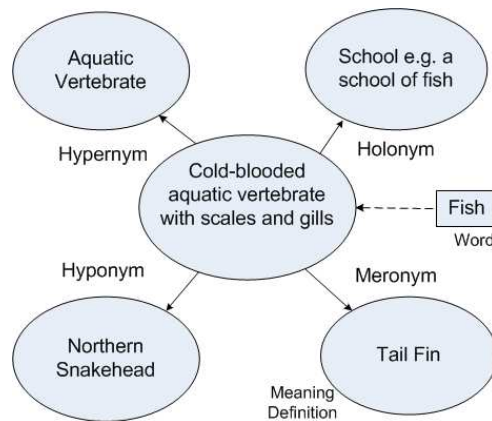 Aquatic
Vertebrate
School e.g. a
school of fish
Hypernym
Holonym
Cold-blooded
aquatic vertebrate
with scales and gills
Fish
Word
Hyponym
Meronym
Northern
Snakehead
Tail Fin
Meaning
Definition